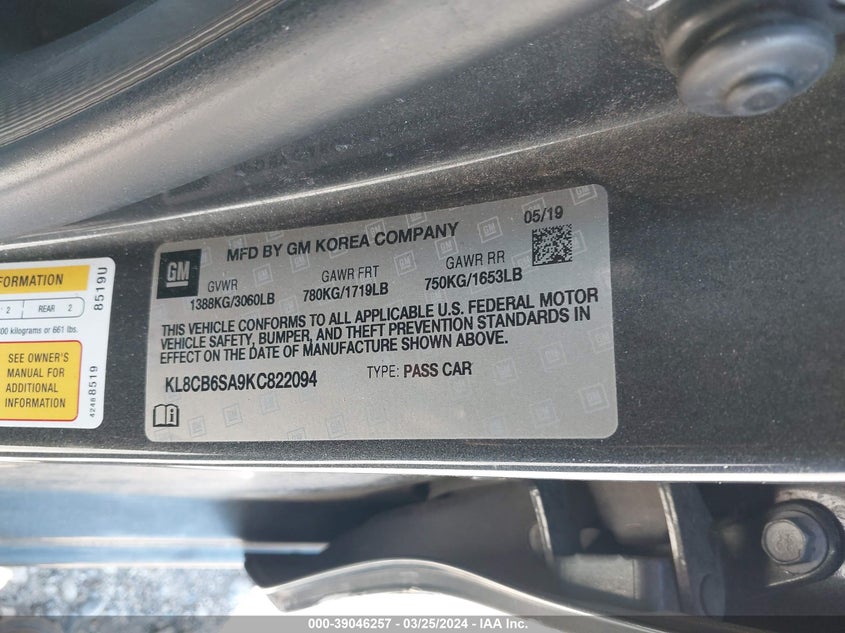 MFD BY GM KOREA COMPANY
05/19
GM
GVWR
GAWR FRT
GAWR RR
1388KG/3060LB
780KG/1719LB
750KG/1653LB
THIS VEHICLE CONFORMS TO ALL APPLICABLE U.S. FEDERAL MOTOR
VEHICLE SAFETY, BUMPER, AND THEFT PREVENTION STANDARDS IN
EFFECT ON THE DATE OF MANUFACTURE SHOWN ABOVE.
KL8CB6SA9KC822094
TYPE: PASS CAR
2
REAR 2
kilograms or 661 lbs.
SEE OWNER'S
MANUAL FOR
ADDITIONAL
INFORMATION
8519U
42468519
000-39046257 - 03/25/2024 - IAA Inc.